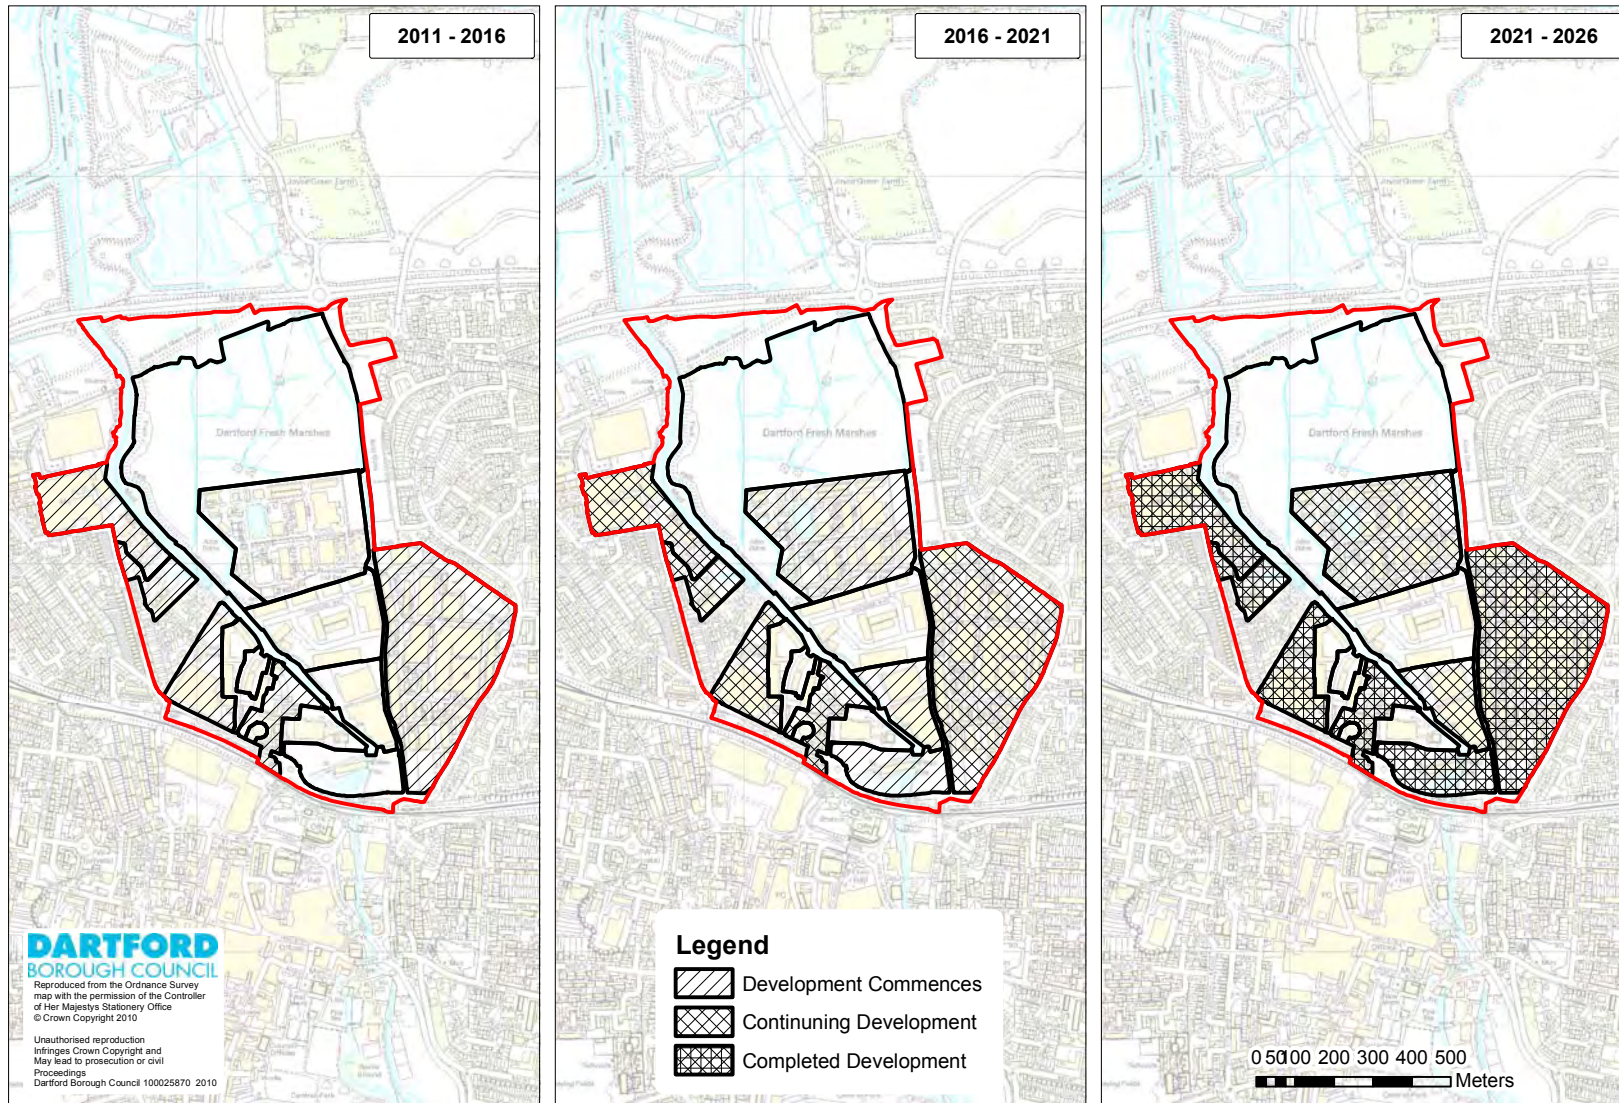 2011 - 2016
2016 - 2021
2021 - 2026
Dartford Fresh Marshes
Dartford Fresh Marshes
Dartford Fresh Marshes
DARTFORD
BOROUGH COUNCIL
Reproduced from the Ordnance Survey
map with the permission of the Controller
of Her Majestys Stationery Office
© Crown Copyright 2010
Unauthorised reproduction
Infringes Crown Copyright and
May lead to prosecution or civil
Proceedings
Dartford Borough Council 100025870 2010
Legend
Development Commences
Continuning Development
Completed Development
0 50 100 200 300 400 500
Meters